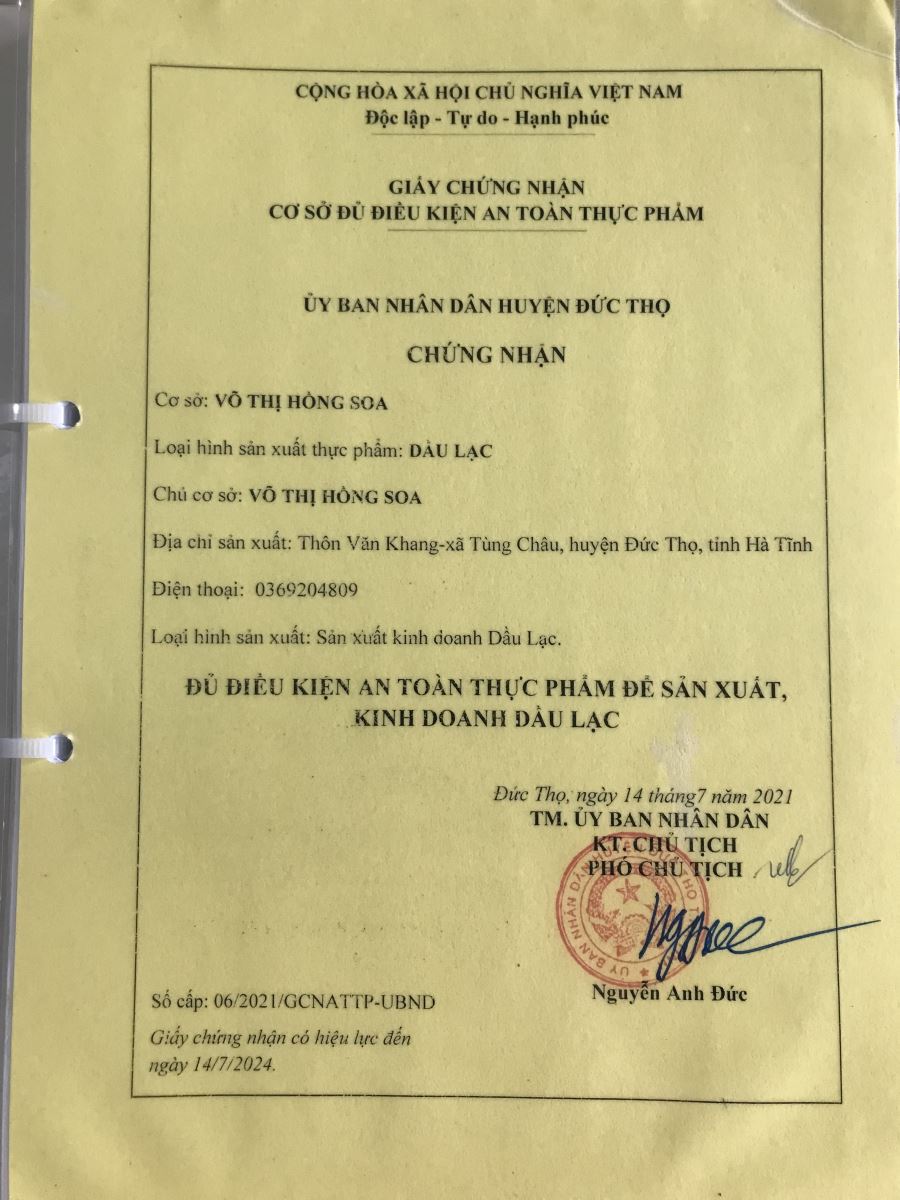 CỘNG HÒA XÃ HỘI CHỦ NGHĨA VIỆT NAM
Độc lập - Tự do - Hạnh phúc
GIẤY CHỨNG NHẬN
CƠ SỞ ĐỦ ĐIỀU KIỆN AN TOÀN THỰC PHẨM
ỦY BAN NHÂN DÂN HUYỆN ĐỨC THỌ
CHỨNG NHẬN
Cơ sở: VÕ THỊ HỒNG SOA
Loại hình sản xuất thực phẩm: DẦU LẠC
Chủ cơ sở: VÕ THỊ HỒNG SOA
Địa chỉ sản xuất: Thôn Văn Khang-xã Tùng Châu, huyện Đức Thọ, tỉnh Hà Tĩnh
Điện thoại: 0369204809
Loại hình sản xuất: Sản xuất kinh doanh Dầu Lạc.
ĐỦ ĐIỀU KIỆN AN TOÀN THỰC PHẨM ĐỂ SẢN XUẤT,
KINH DOANH DẦU LẠC
Đức Thọ, ngày 14 tháng7 năm 2021
TM. ỦY BAN NHÂN DÂN
KT. CHỦ TỊCH
PHÓ CHỦ TỊCH
ỦY BAN NHÂN DÂN HUYỆN ĐỨC THỌ
Nguyễn Anh Đức
Số cấp: 06/2021/GCNATTP-UBND
Giấy chứng nhận có hiệu lực đến
ngày 14/7/2024.